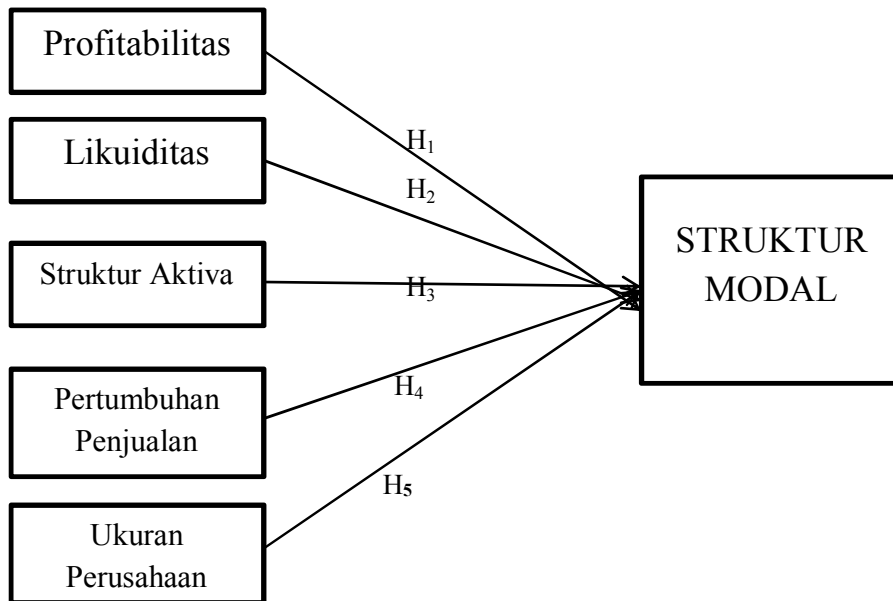 Profitabilitas
H1
Likuiditas
H2
STRUKTUR
MODAL
Struktur Aktiva
H3
Pertumbuhan
Penjualan
H4
H5
Ukuran
Perusahaan